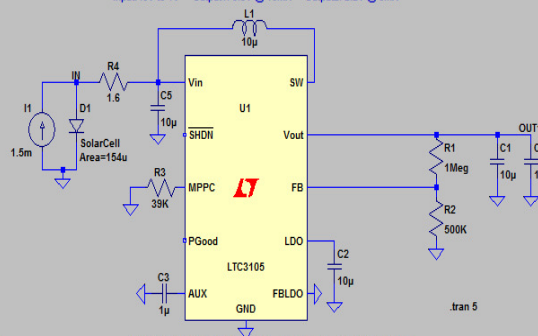 L1
10µ
IN
R4
1.6
Vin
SW
U1
I1
1.5m
D1
SolarCell
Area=154u
C5
10µ
SHDN
Vout
OUT
R1
1Meg
C1
10µ
R3
39K
MPPC
FB
R2
500K
PGood
LDO
C2
10µ
LTC3105
C3
1µ
AUX
FBLDO
GND
.tran 5